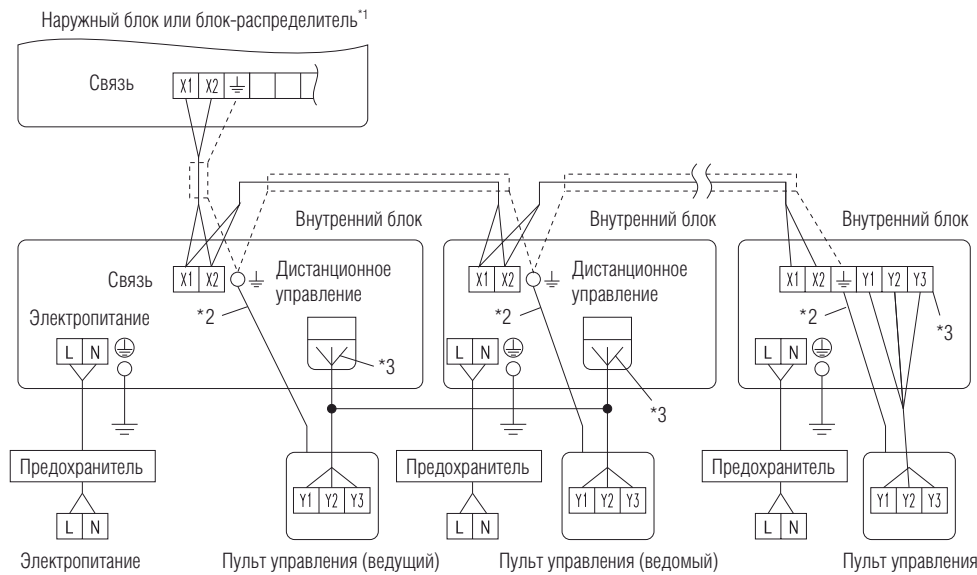 Наружный блок или блок-распределитель*1
Связь
X1 X2
Внутренний блок
Внутренний блок
Внутренний блок
Связь
X1 X2
Дистанционное
управление
X1 X2
Дистанционное
управление
X1 X2 Y1 Y2 Y3
Электропитание
*2
*2
*2
*3
L N
*3
L N
*3
L N
Предохранитель
Предохранитель
Предохранитель
Y1 Y2 Y3
Y1 Y2 Y3
Y1 Y2 Y3
L N
L N
L N
Электропитание
Пульт управления (ведущий)
Пульт управления (ведомый)
Пульт управления